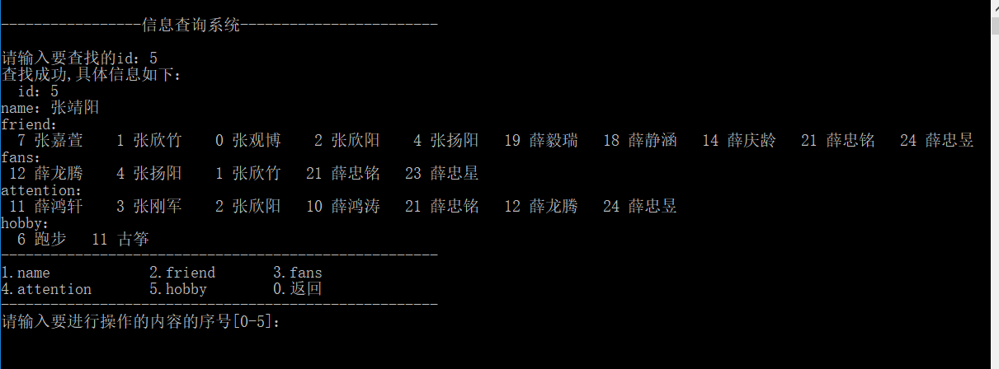 -----------------信息查询系统------------------------
请输入要查找的id：5
查找成功,具体信息如下：
id：5
name：张靖阳
friend：
7 张嘉萱 1 张欣竹 0 张观博 2 张欣阳 4 张扬阳 19 薛毅瑞 18 薛静涵 14 薛庆龄 21 薛忠铭 24 薛忠昱
fans：
12 薛龙腾 4 张扬阳 1 张欣竹 21 薛忠铭 23 薛忠星
attention：
11 薛鸿轩 3 张刚军 2 张欣阳 10 薛鸿涛 21 薛忠铭 12 薛龙腾 24 薛忠昱
hobby：
6 跑步 11 古筝
-----------------------------------------------------
1.name 2.friend 3.fans
4.attention 5.hobby 0.返回
-----------------------------------------------------
请输入要进行操作的内容的序号[0-5]：